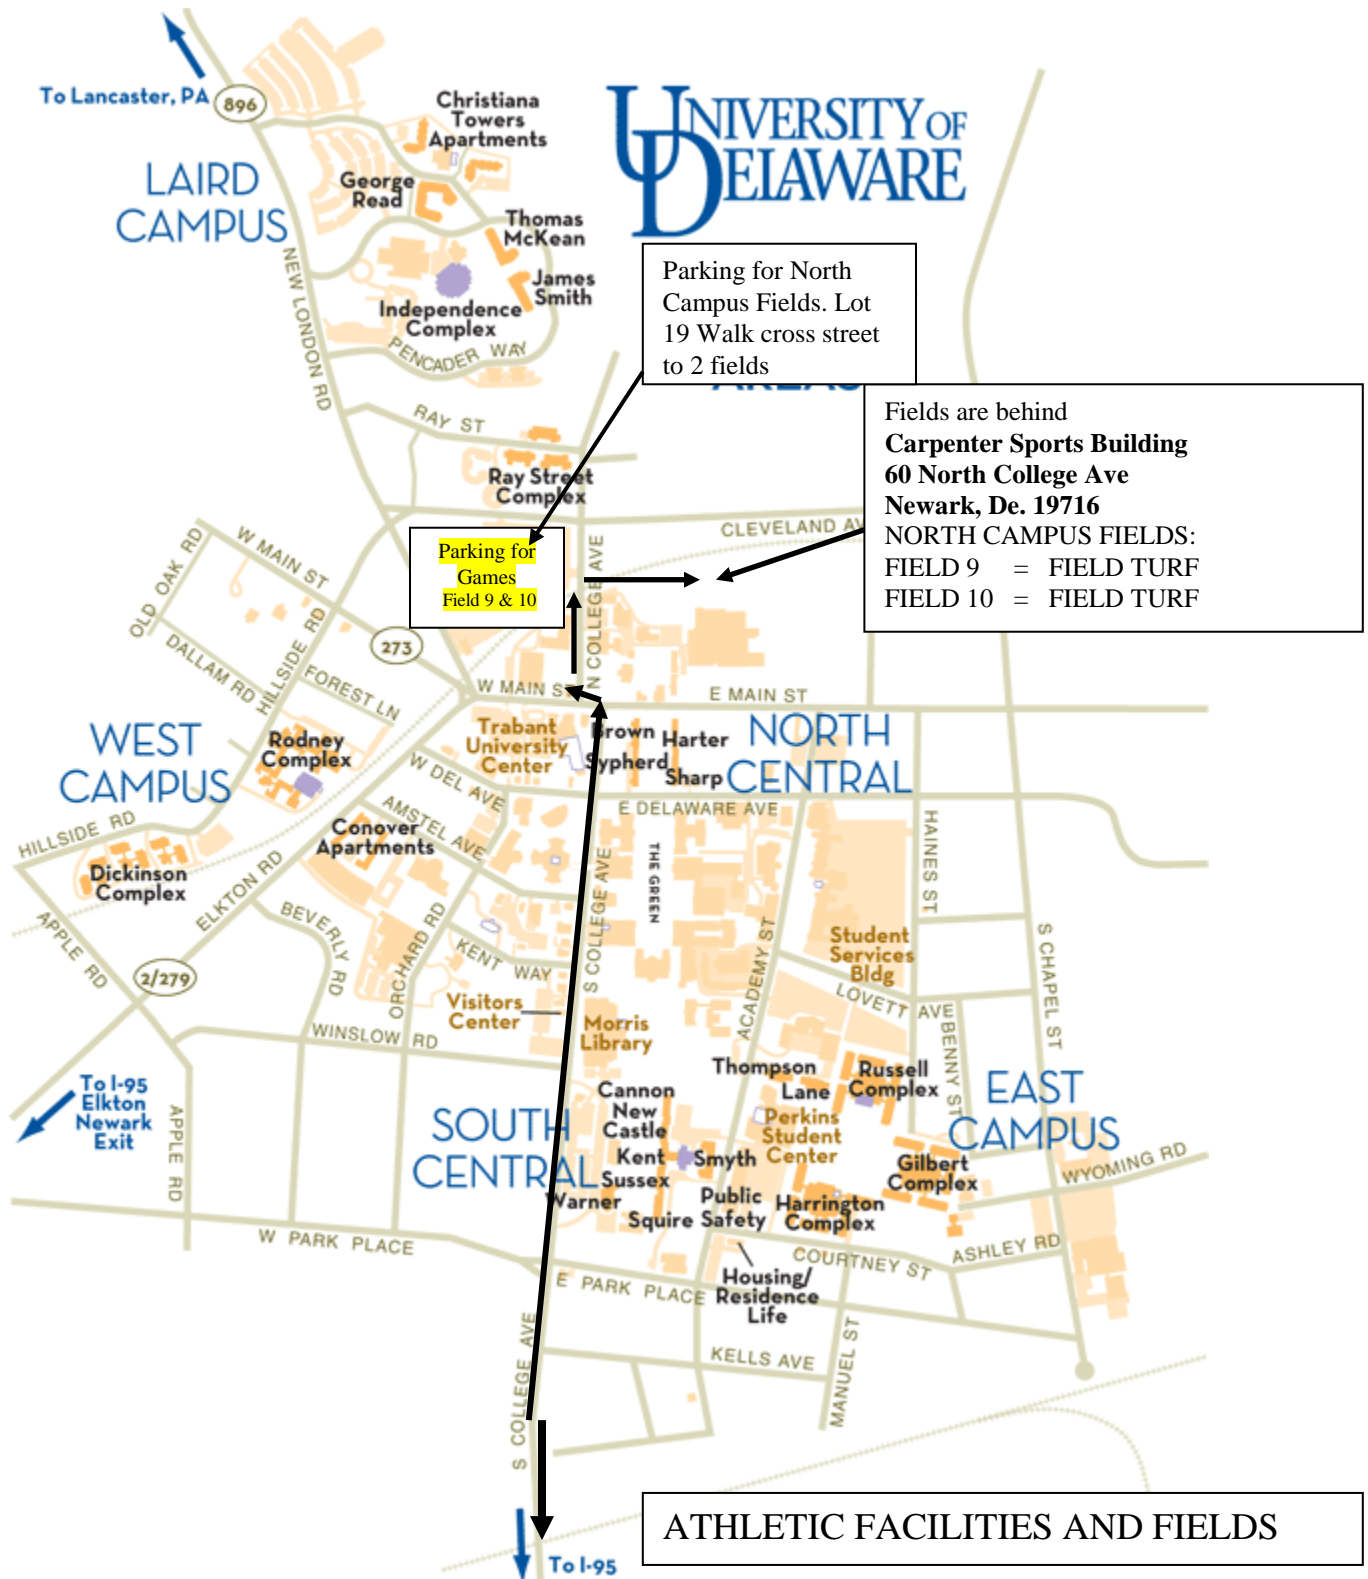 To Lancaster, PA
896
Christiana
Towers
Apartments
UNIVERSITY OF
DELAWARE
LAIRD
CAMPUS
George
Read
Thomas
McKean
James
Smith
Independence
Complex
PENCADER WAY
NEW LONDON RD
Parking for North
Campus Fields. Lot
19 Walk cross street
to 2 fields
Fields are behind
Carpenter Sports Building
60 North College Ave
Newark, De. 19716
NORTH CAMPUS FIELDS:
FIELD 9 = FIELD TURF
FIELD 10 = FIELD TURF
RAY ST
Ray Street
Complex
CLEVELAND AV
Parking for
Games
Field 9 & 10
N COLLEGE AVE
W MAIN ST
OLD OAK RD
DALLAM RD
HILLSIDE RD
FOREST LN
273
W MAIN ST
E MAIN ST
WEST
CAMPUS
Rodney
Complex
Trabant
University
Center
Brown
Sypherd
Harter
Sharp
NORTH
CENTRAL
W DEL AVE
E DELAWARE AVE
AMSTEL AVE
Conover
Apartments
HILLSIDE RD
Dickinson
Complex
ELKTON RD
APPLE RD
BEVERLY RD
ORCHARD RD
KENT WAY
S COLLEGE AVE
THE GREEN
ACADEMY ST
HAINES ST
Student
Services
Bldg
LOVETT AVE
BENNY ST
S CHAPEL ST
2/279
Visitors
Center
WINSLOW RD
Morris
Library
To I-95
Elkton
Newark
Exit
APPLE RD
SOUTH
CENTRAL
Cannon
New
Castle
Kent
Sussex
Warner
Squire
Smyth
Public
Safety
Thompson
Lane
Perkins
Student
Center
Russell
Complex
EAST
CAMPUS
Gilbert
Complex
Harrington
Complex
WYOMING RD
W PARK PLACE
E PARK PLACE
COURTNEY ST
ASHLEY RD
Housing/
Residence
Life
KELLS AVE
MANUEL ST
S COLLEGE AVE
ATHLETIC FACILITIES AND FIELDS
To I-95